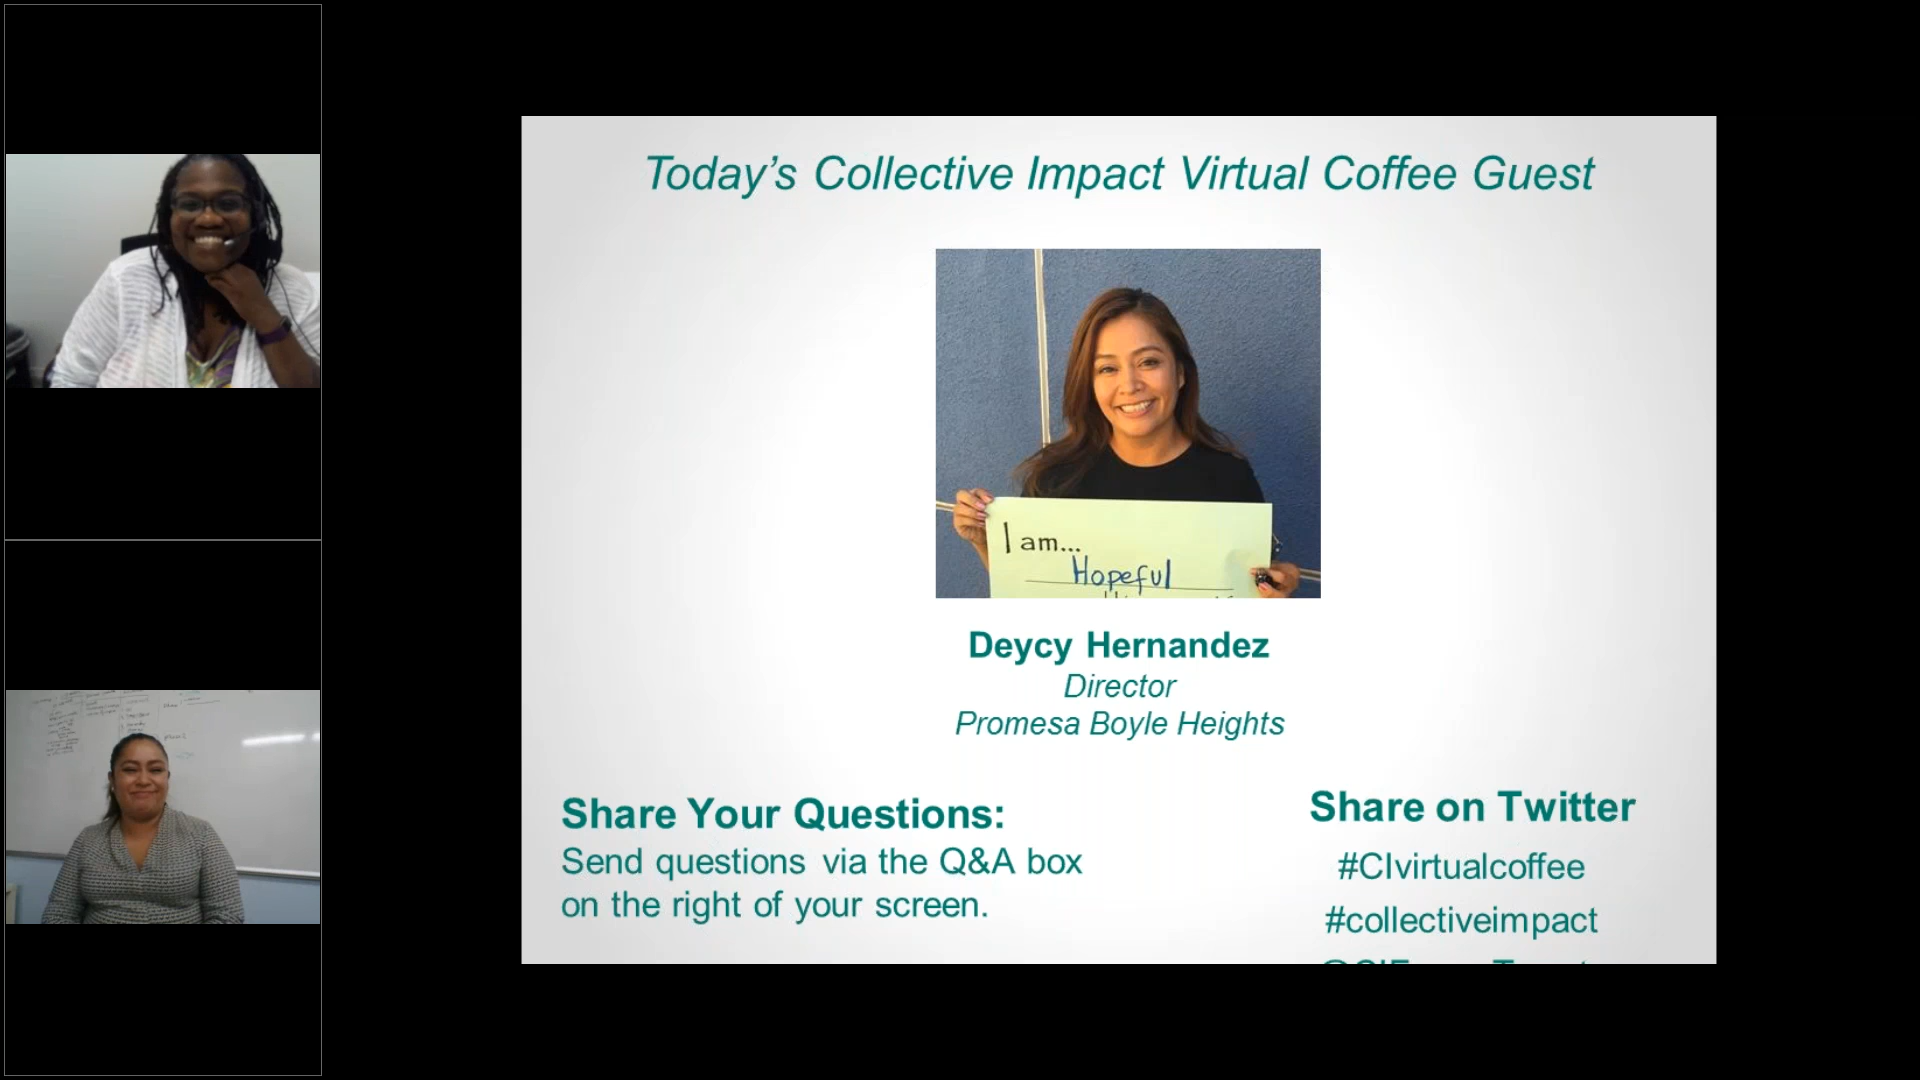 Today’s Collective Impact Virtual Coffee Guest
I am...
Hopeful
Deycy Hernandez
Director
Promesa Boyle Heights
Share Your Questions:
Send questions via the Q&A box
on the right of your screen.
Share on Twitter
#CIvirtualcoffee
#collectiveimpact